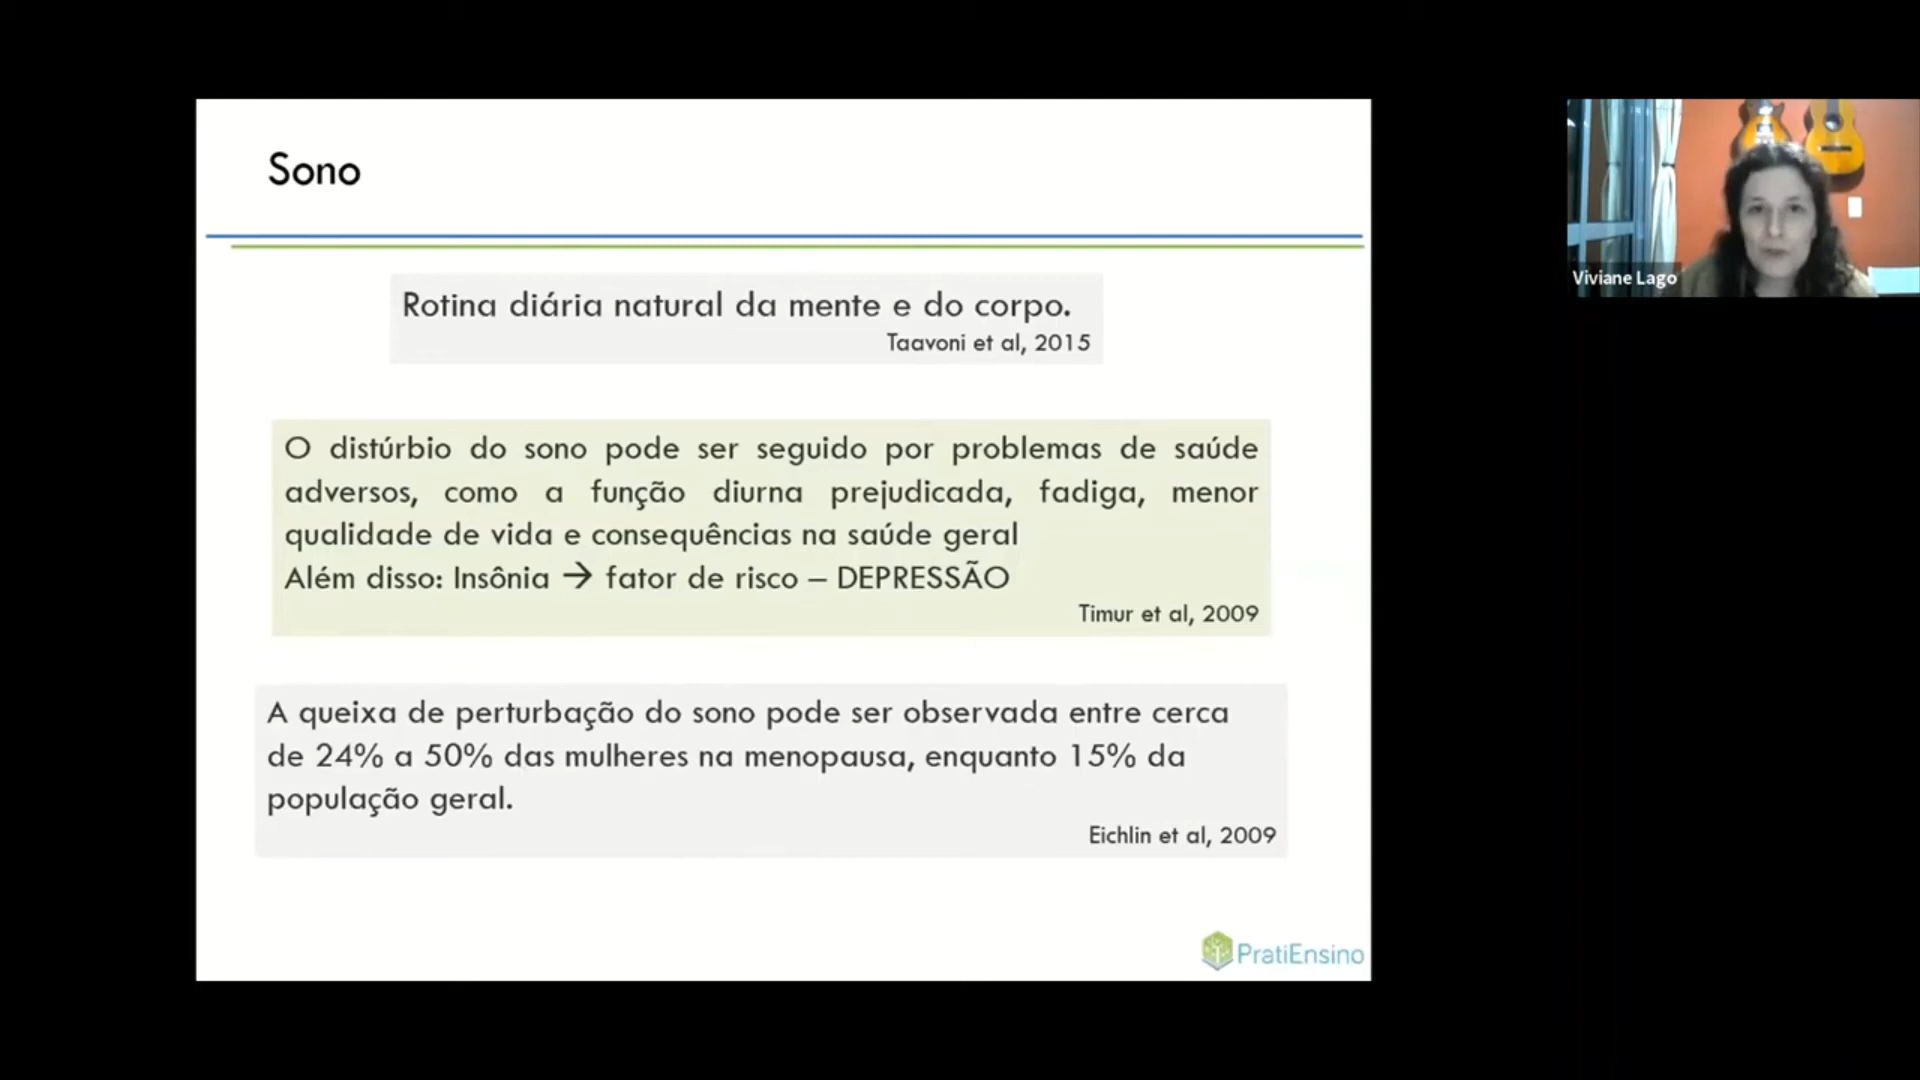 Sono
Rotina diária natural da mente e do corpo.
Taavoni et al, 2015
O distúrbio do sono pode ser seguido por problemas de saúde
adversos, como a função diurna prejudicada, fadiga, menor
qualidade de vida e consequências na saúde geral
Além disso: Insônia → fator de risco – DEPRESSÃO
Timur et al, 2009
A queixa de perturbação do sono pode ser observada entre cerca
de 24% a 50% das mulheres na menopausa, enquanto 15% da
população geral.
Eichlin et al, 2009
PratiEnsino
Viviane Lago